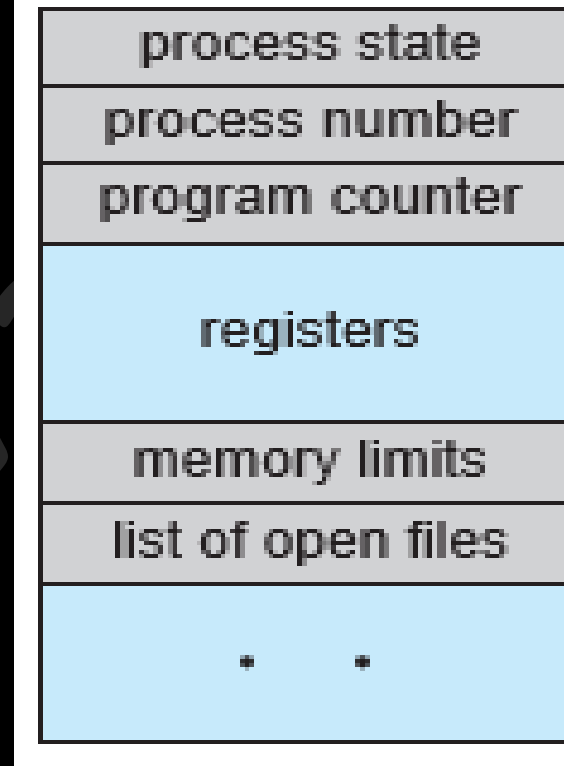 process state
process number
program counter
registers
memory limits
list of open files
. .